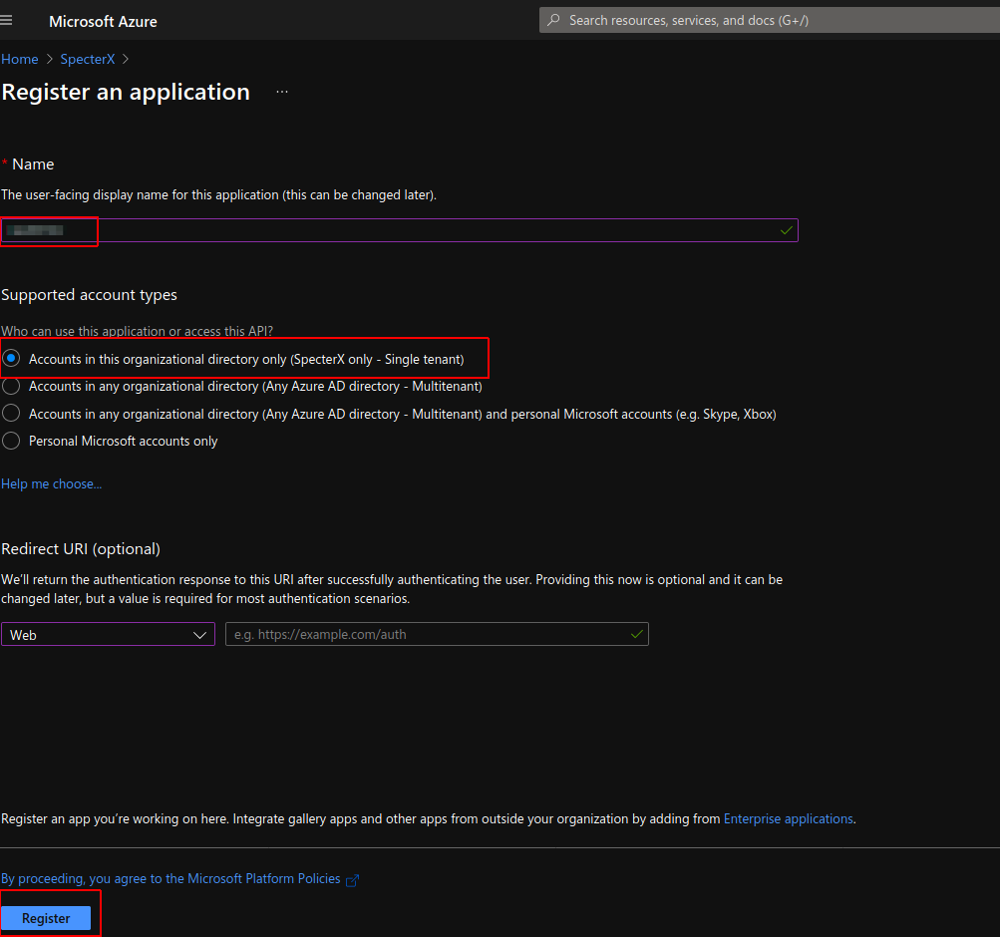 Microsoft Azure
Search resources, services, and docs (G+/)
Home > SpecterX >
Register an application ...
* Name
The user-facing display name for this application (this can be changed later).
Supported account types
Who can use this application or access this API?
Accounts in this organizational directory only (SpecterX only - Single tenant)
Accounts in any organizational directory (Any Azure AD directory - Multitenant)
Accounts in any organizational directory (Any Azure AD directory - Multitenant) and personal Microsoft accounts (e.g. Skype, Xbox)
Personal Microsoft accounts only
Help me choose...
Redirect URI (optional)
We'll return the authentication response to this URI after successfully authenticating the user. Providing this now is optional and it can be
changed later, but a value is required for most authentication scenarios.
Web
e.g. https://example.com/auth
Register an app you're working on here. Integrate gallery apps and other apps from outside your organization by adding from Enterprise applications.
By proceeding, you agree to the Microsoft Platform Policies
Register